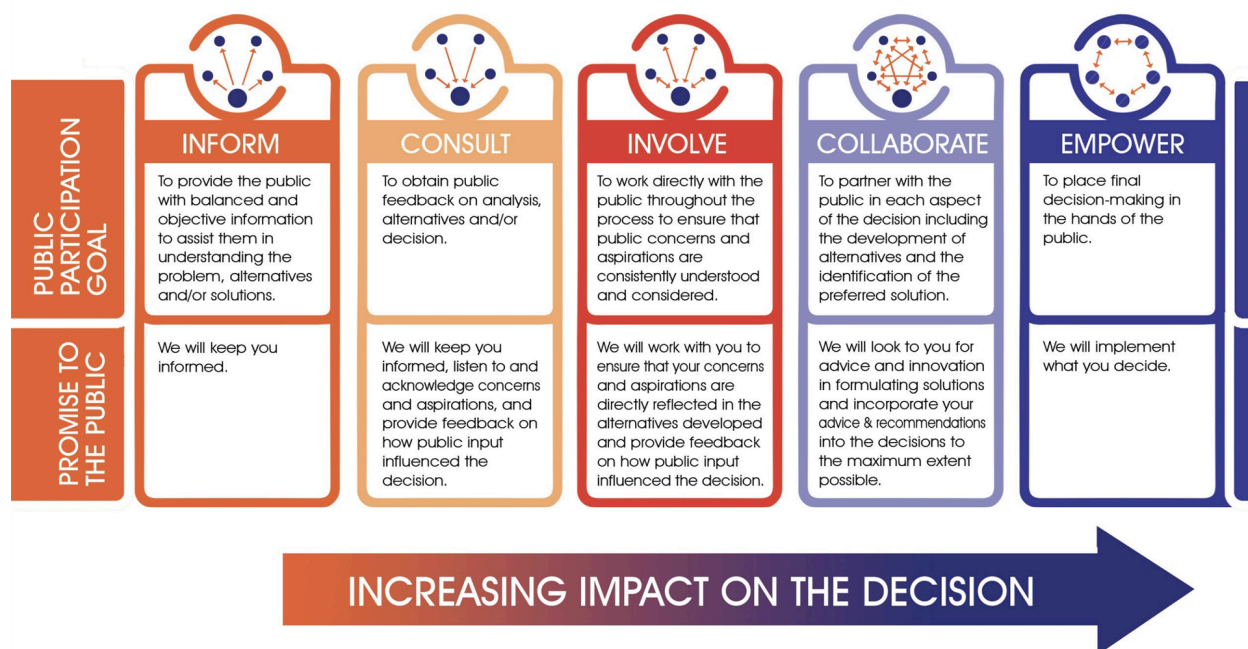 INFORM
CONSULT
INVOLVE
COLLABORATE
EMPOWER
PUBLIC
PARTICIPATION
GOAL
To provide the public
with balanced and
objective information
to assist them in
understanding the
problem, alternatives
and/or solutions.
To obtain public
feedback on analysis,
alternatives and/or
decision.
To work directly with the
public throughout the
process to ensure that
public concerns and
aspirations are
consistently understood
and considered.
To partner with the
public in each aspect
of the decision including
the development of
alternatives and the
identification of the
preferred solution.
To place final
decision-making in
the hands of the
public.
PROMISE TO
THE PUBLIC
We will keep you
informed.
We will keep you
informed, listen to and
acknowledge concerns
and aspirations, and
provide feedback on
how public input
influenced the
decision.
We will work with you to
ensure that your concerns
and aspirations are
directly reflected in the
alternatives developed
and provide feedback
on how public input
influenced the decision.
We will look to you for
advice and innovation
in formulating solutions
and incorporate your
advice & recommendations
into the decisions to
the maximum extent
possible.
We will implement
what you decide.
INCREASING IMPACT ON THE DECISION